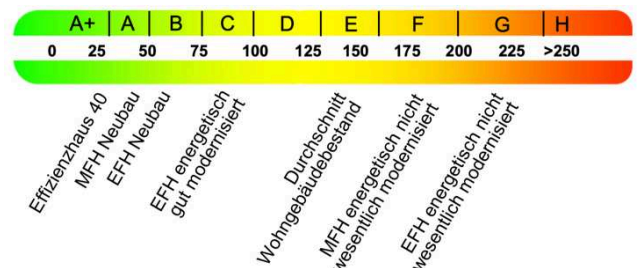 A+ A B C D E F G H
0 25 50 75 100 125 150 175 200 225 >250
Effizienzhaus 40
MFH Neubau
EFH Neubau
EFH energetisch
gut modernisiert
Durchschnitt
Wohngebäudebestand
MFH energetisch nicht
wesentlich modernisiert
EFH energetisch nicht
wesentlich modernisiert